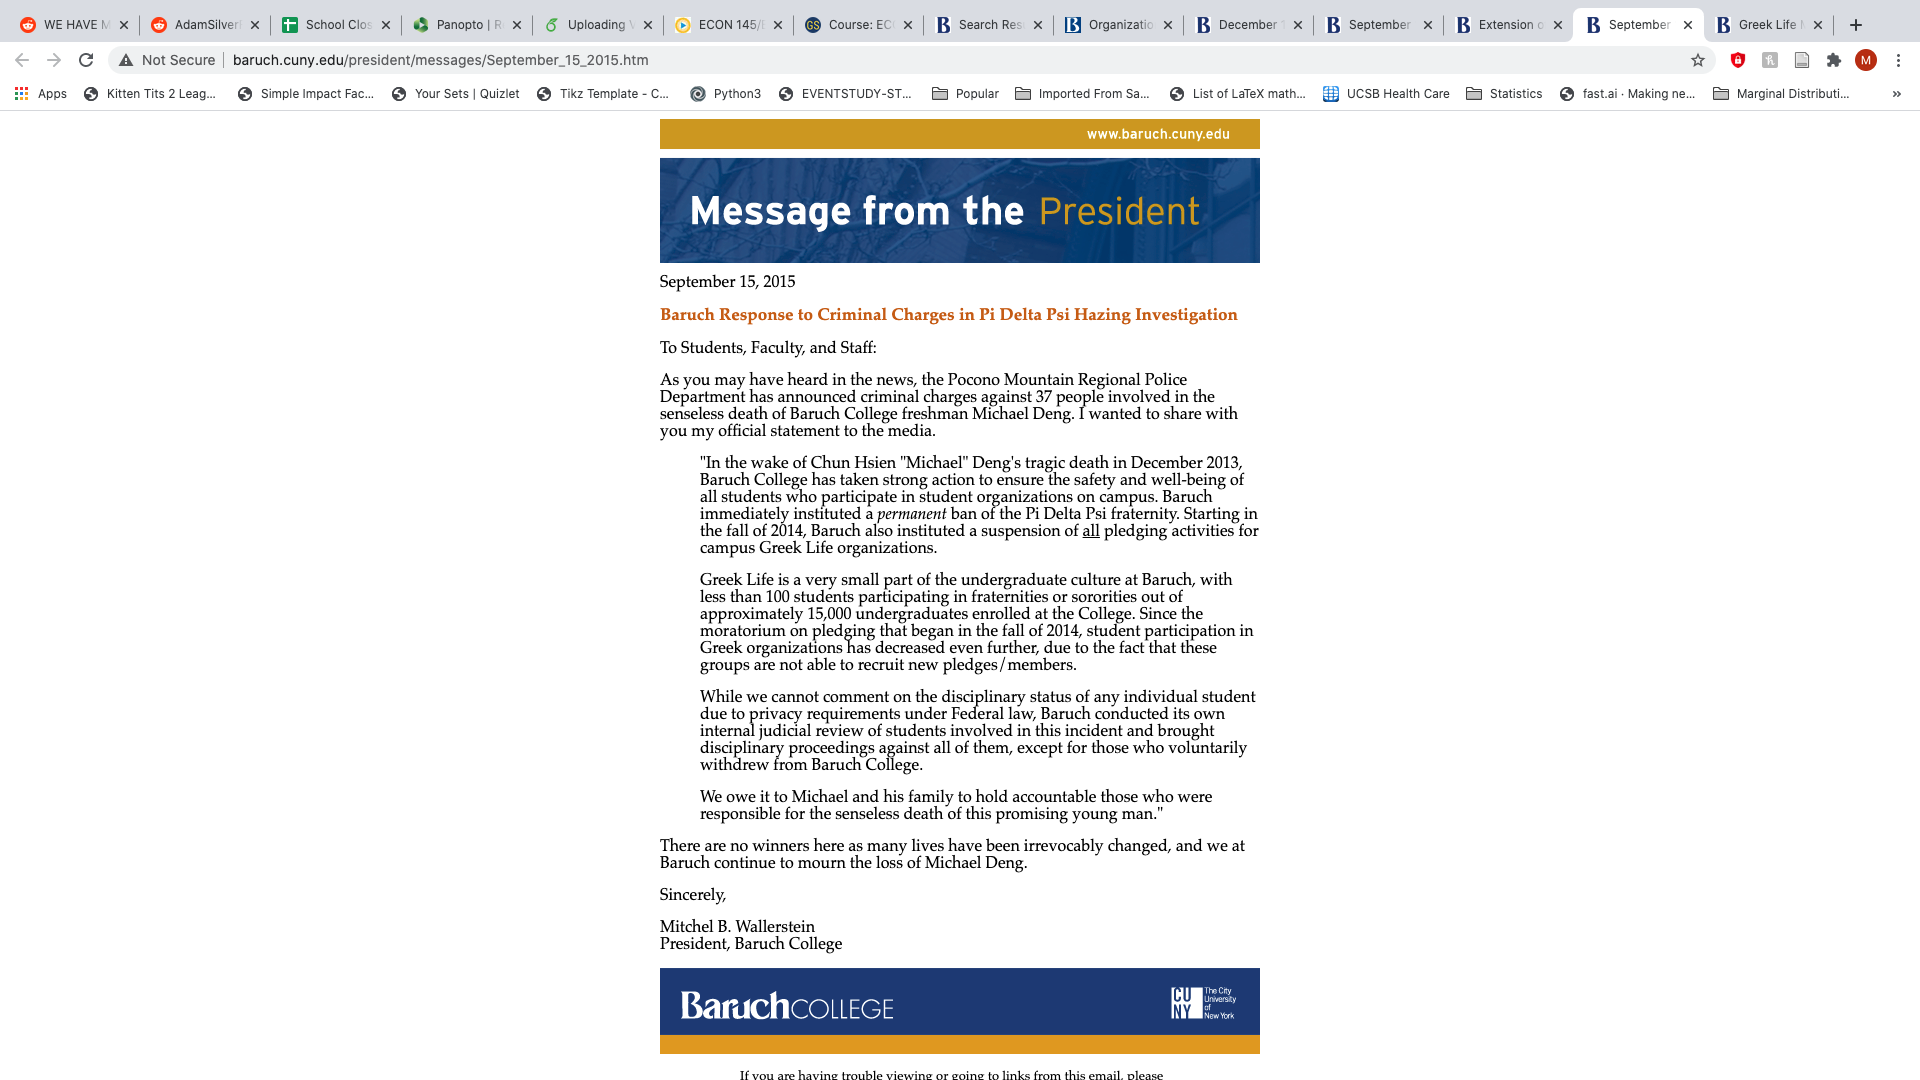 WE HAVE M
AdamSilver
School Clos
Panopto | R
Uploading V
ECON 145/E
Course: EC
Search Res
Organizatio
December 1
September
Extension o
September
Greek Life
Not Secure
baruch.cuny.edu/president/messages/September_15_2015.htm
M
Apps
Kitten Tits 2 Leag...
Simple Impact Fac...
Your Sets | Quizlet
Tikz Template - C...
Python3
EVENTSTUDY-ST...
Popular
Imported From Sa...
List of LaTeX math...
UCSB Health Care
Statistics
fast.ai · Making ne...
Marginal Distributi...
»
www.baruch.cuny.edu
Message from the President
September 15, 2015
Baruch Response to Criminal Charges in Pi Delta Psi Hazing Investigation
To Students, Faculty, and Staff:
As you may have heard in the news, the Pocono Mountain Regional Police
Department has announced criminal charges against 37 people involved in the
senseless death of Baruch College freshman Michael Deng. I wanted to share with
you my official statement to the media.
"In the wake of Chun Hsien "Michael" Deng's tragic death in December 2013,
Baruch College has taken strong action to ensure the safety and well-being of
all students who participate in student organizations on campus. Baruch
immediately instituted a permanent ban of the Pi Delta Psi fraternity. Starting in
the fall of 2014, Baruch also instituted a suspension of all pledging activities for
campus Greek Life organizations.
Greek Life is a very small part of the undergraduate culture at Baruch, with
less than 100 students participating in fraternities or sororities out of
approximately 15,000 undergraduates enrolled at the College. Since the
moratorium on pledging that began in the fall of 2014, student participation in
Greek organizations has decreased even further, due to the fact that these
groups are not able to recruit new pledges/members.
While we cannot comment on the disciplinary status of any individual student
due to privacy requirements under Federal law, Baruch conducted its own
internal judicial review of students involved in this incident and brought
disciplinary proceedings against all of them, except for those who voluntarily
withdrew from Baruch College.
We owe it to Michael and his family to hold accountable those who were
responsible for the senseless death of this promising young man."
There are no winners here as many lives have been irrevocably changed, and we at
Baruch continue to mourn the loss of Michael Deng.
Sincerely,
Mitchel B. Wallerstein
President, Baruch College
Baruch COLLEGE
CUNY
The City
University
of
New York
If you are having trouble viewing or going to links from this email, please